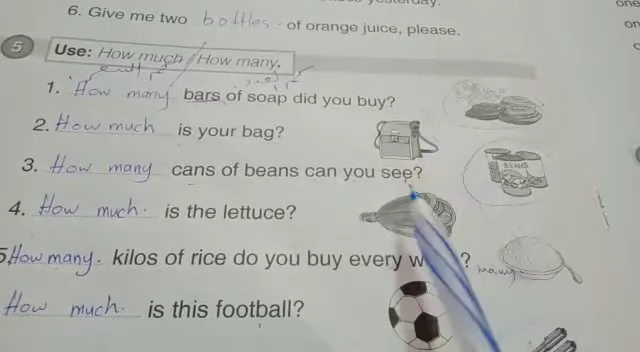 6. Give me two bottles of orange juice, please.
5 Use: How much / How many.
1. How many bars of soap did you buy?
2. How much is your bag?
3. How many cans of beans can you see?
BEANS
4. How much. is the lettuce?
5 How many. kilos of rice do you buy every w ?
many
How much. is this football?